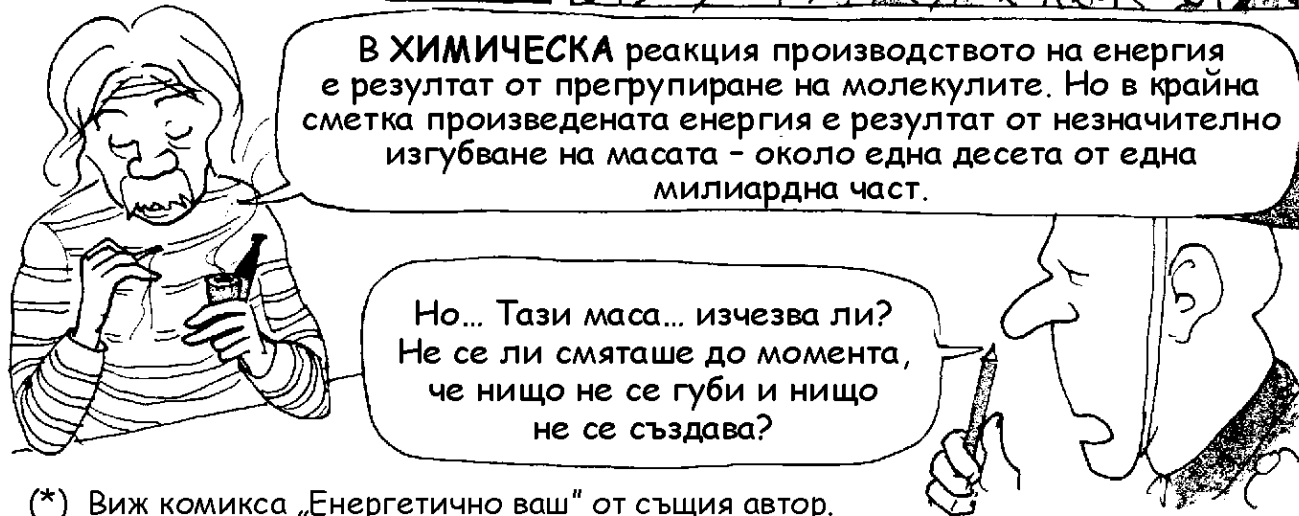 В ХИМИЧЕСКА реакция производството на енергия
е резултат от прегрупиране на молекулите. Но в крайна
сметка произведената енергия е резултат от незначително
изгубване на масата – около една десета от една
милиардна част.
Но... Тази маса... изчезва ли?
Не се ли смяташе до момента,
че нищо не се губи и нищо
не се създава?
(*) Виж комикса „Енергетично ваш" от същия автор.